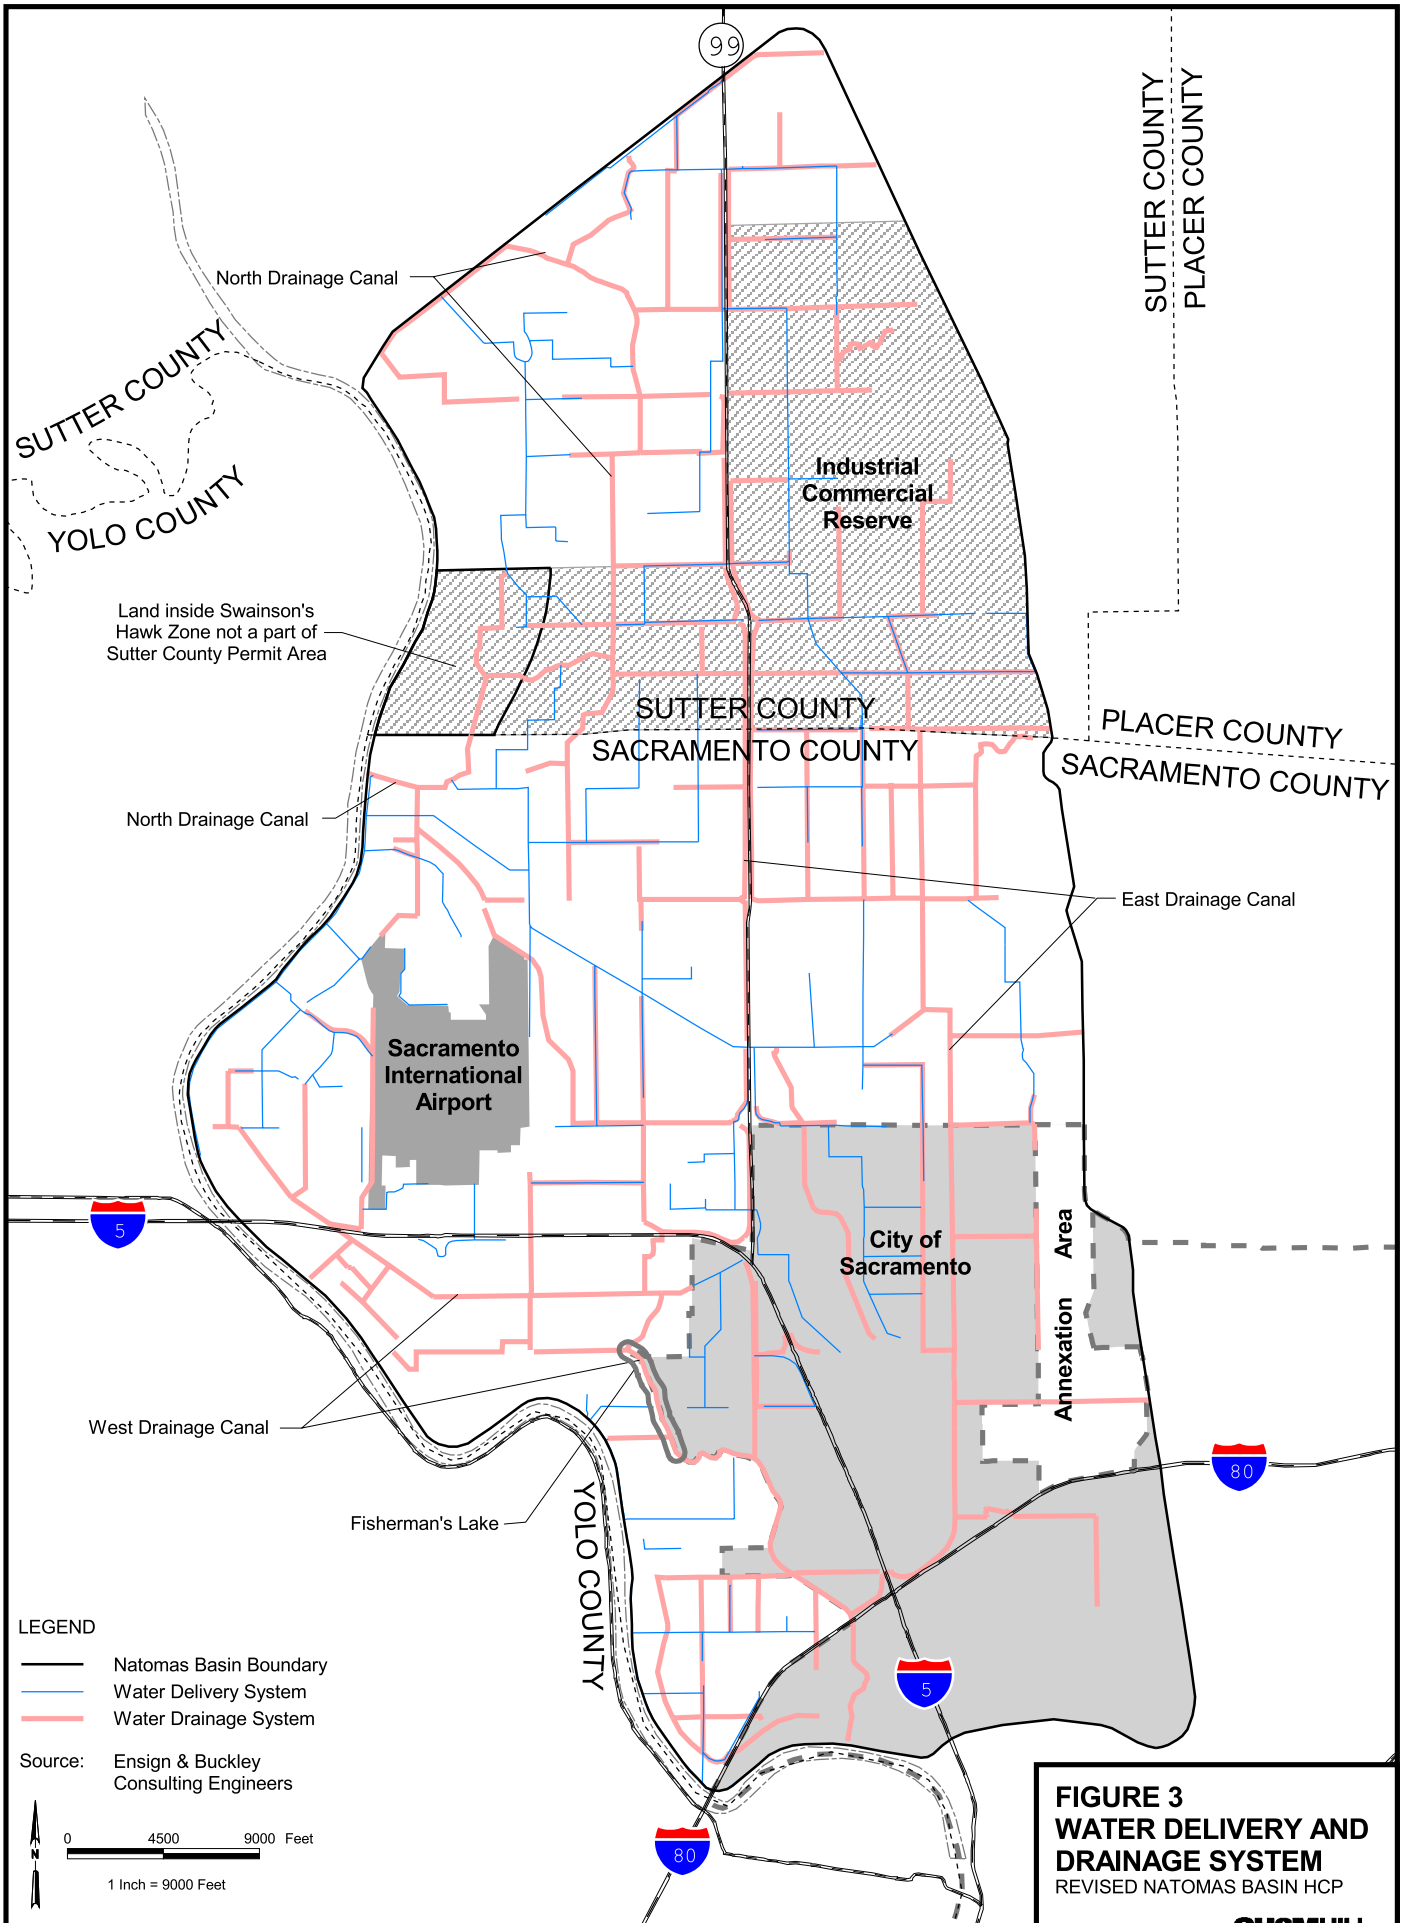 99
SUTTER COUNTY
PLACER COUNTY
North Drainage Canal
SUTTER COUNTY
YOLO COUNTY
Industrial
Commercial
Reserve
Land inside Swainson's
Hawk Zone not a part of
Sutter County Permit Area
SUTTER COUNTY
SACRAMENTO COUNTY
PLACER COUNTY
SACRAMENTO COUNTY
North Drainage Canal
East Drainage Canal
Sacramento
International
Airport
5
City of
Sacramento
Annexation Area
West Drainage Canal
80
Fisherman's Lake
YOLO COUNTY
LEGEND
Natomas Basin Boundary
Water Delivery System
Water Drainage System
Source: Ensign & Buckley
Consulting Engineers
N
0 4500 9000 Feet
1 Inch = 9000 Feet
5
80
FIGURE 3
WATER DELIVERY AND
DRAINAGE SYSTEM
REVISED NATOMAS BASIN HCP